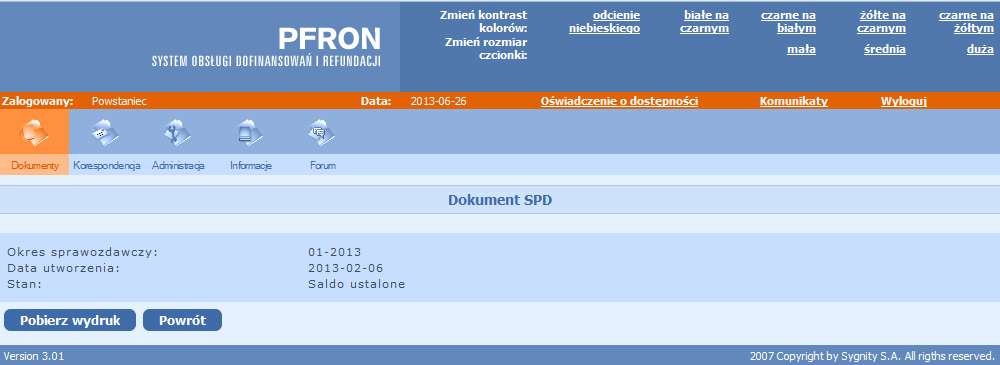 PFRON
SYSTEM OBSŁUGI DOFINANSOWAŃ I REFUNDACJI
Zmień kontrast kolorów:
odcienie niebieskiego
białe na czarnym
czarne na białym
żółte na czarnym
czarne na żółtym
Zmień rozmiar czcionki:
mała
średnia
duża
Zalogowany: Powstaniec Data: 2013-06-26 Oświadczenie o dostępności Komunikaty Wyloguj
Dokumenty Korespondencja Administracja Informacje Forum
Dokument SPD
Okres sprawozdawczy: 01-2013
Data utworzenia: 2013-02-06
Stan: Saldo ustalone
Pobierz wydruk Powrót
Version 3.01 2007 Copyright by Sygnity S.A. All rigths reserved.